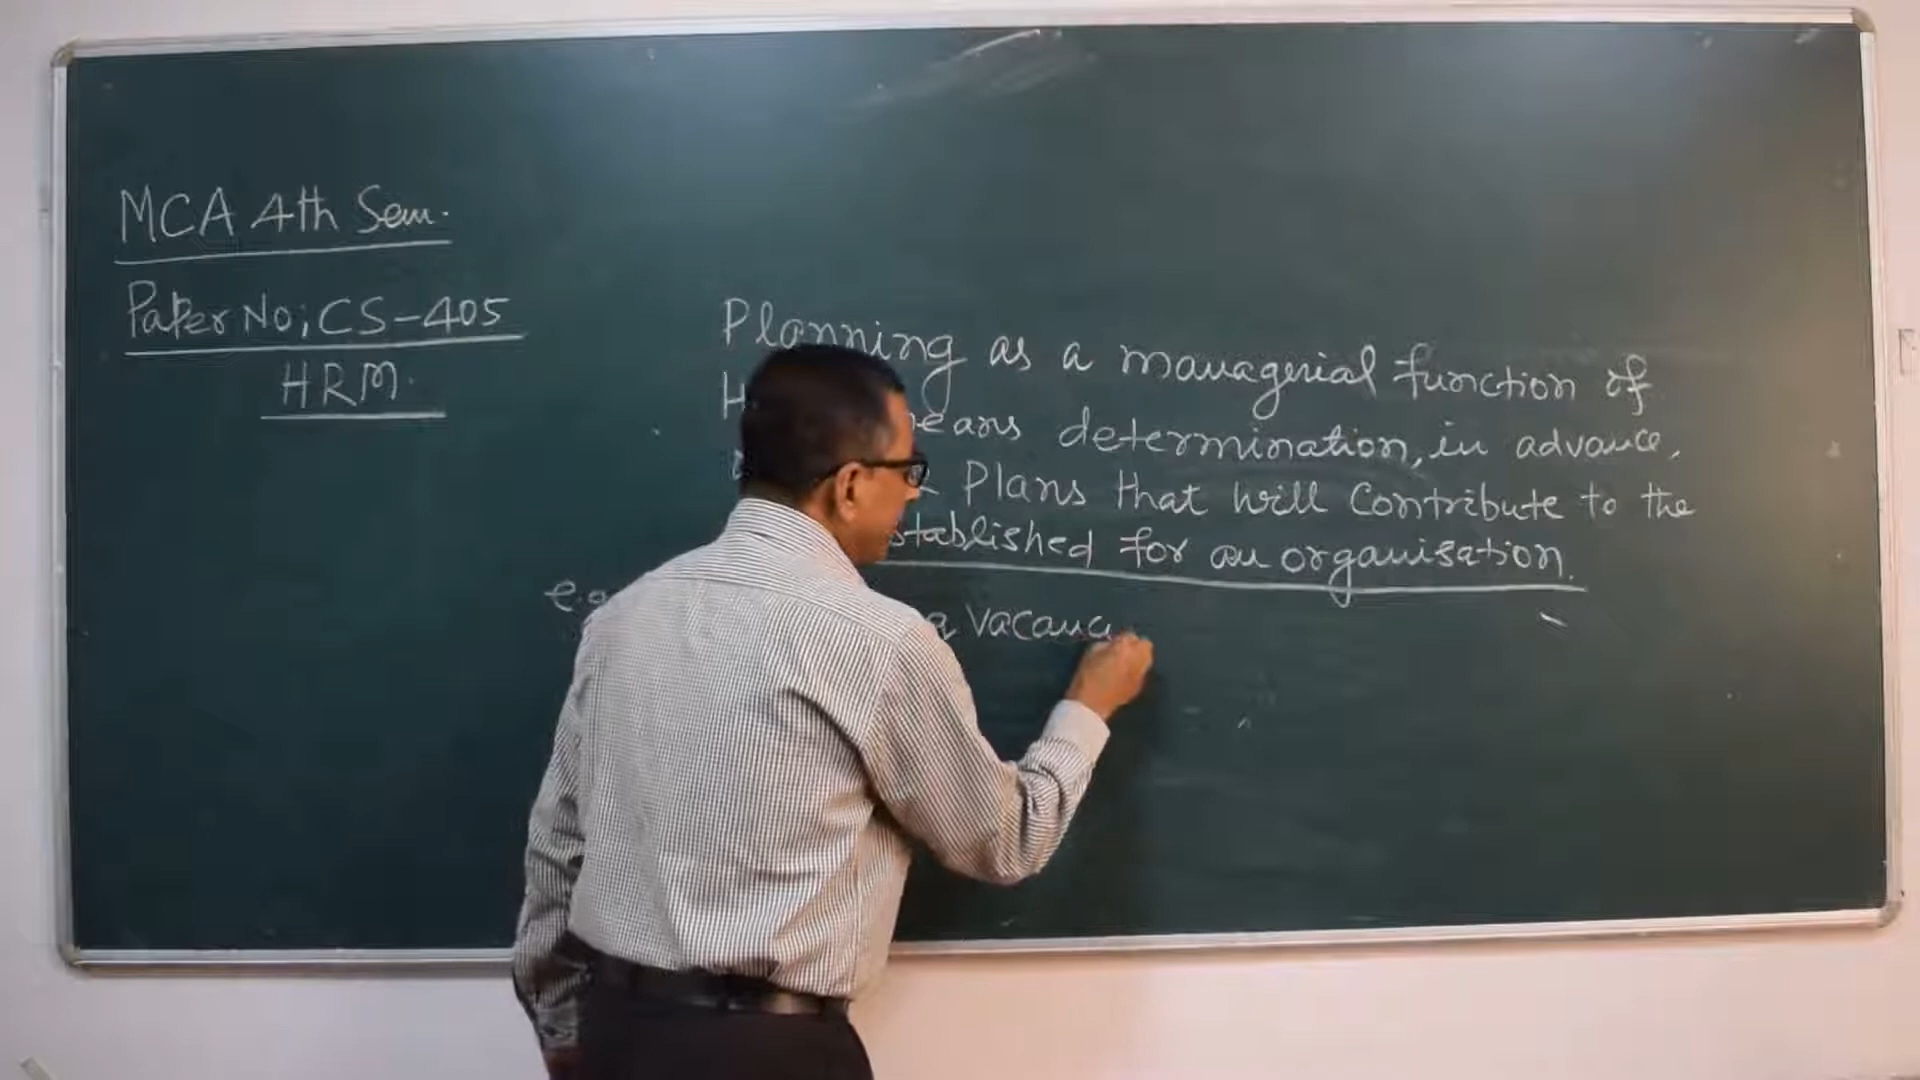 MCA 4th Sem.
Paper No; CS-405
HRM.
Planning as a managerial function of
means determination, in advance,
Plans that will contribute to the
established for an organisation.
e.g. vacanc